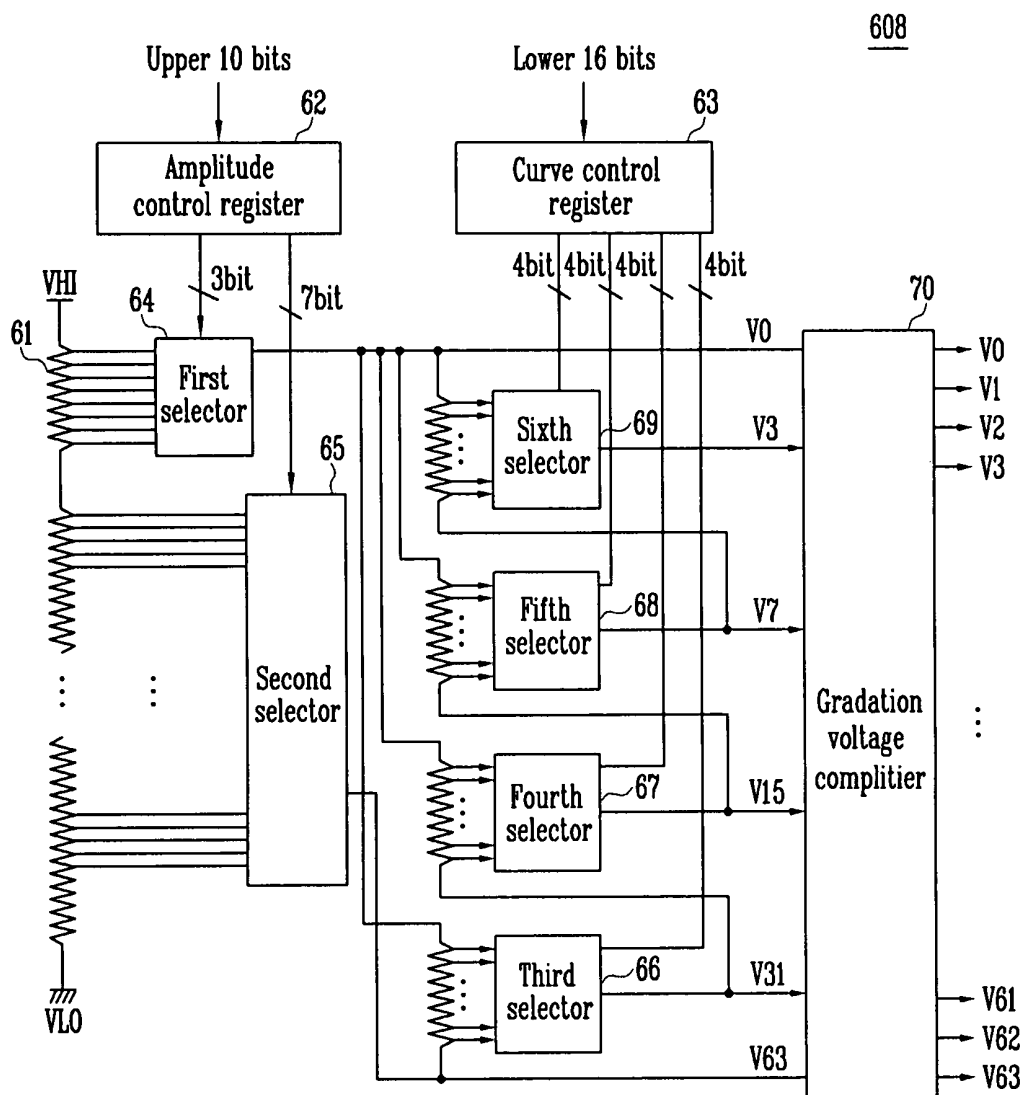 608
Upper 10 bits
Lower 16 bits
62
63
Amplitude
control register
Curve control
register
3bit
7bit
4bit 4bit 4bit 4bit
VHI
61
64
First
selector
V0
70
V0
V1
V2
V3
Sixth
selector
69
V3
65
Second
selector
Fifth
selector
68
V7
Gradation
voltage
complitier
Fourth
selector
67
V15
Third
selector
66
V31
V63
VLO
V61
V62
V63